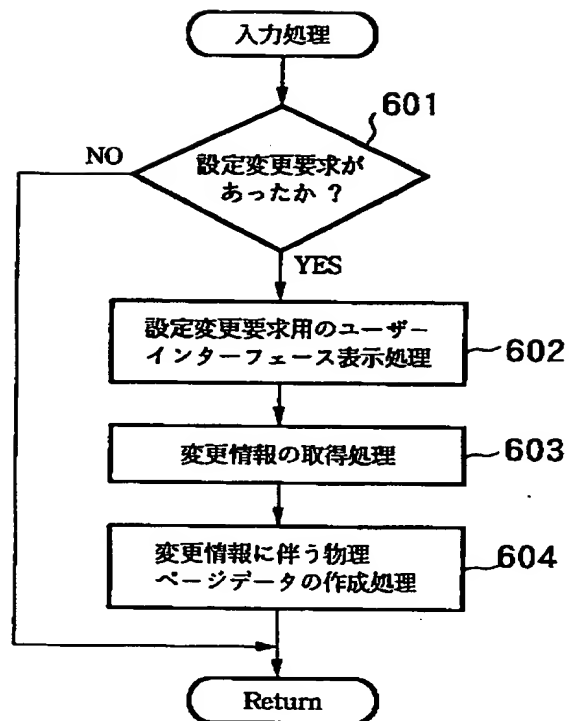 入力処理
601
設定変更要求が
あったか ?
NO
YES
設定変更要求用のユーザー
インターフェース表示処理
602
変更情報の取得処理
603
変更情報に伴う物理
ページデータの作成処理
604
Return